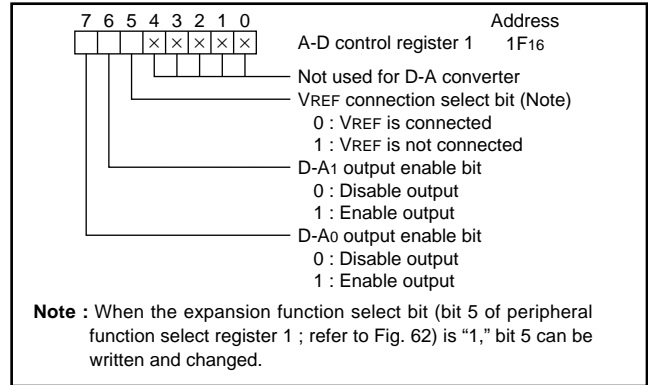 7 6 5 4 3 2 1 0 Address
× × × × × A-D control register 1 1F16
Not used for D-A converter
VREF connection select bit (Note)
0 : VREF is connected
1 : VREF is not connected
D-A1 output enable bit
0 : Disable output
1 : Enable output
D-A0 output enable bit
0 : Disable output
1 : Enable output
Note : When the expansion function select bit (bit 5 of peripheral
function select register 1 ; refer to Fig. 62) is “1,” bit 5 can be
written and changed.